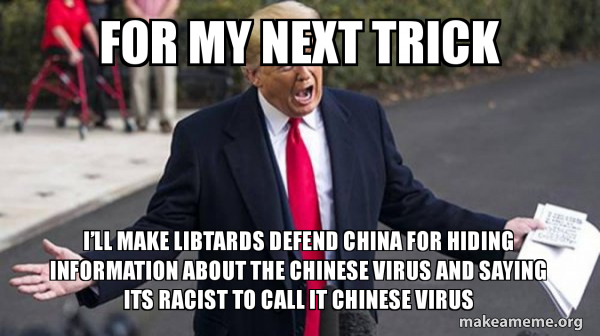 FOR MY NEXT TRICK
I'LL MAKE LIBTARDS DEFEND CHINA FOR HIDING
INFORMATION ABOUT THE CHINESE VIRUS AND SAYING
ITS RACIST TO CALL IT CHINESE VIRUS
makeameme.org